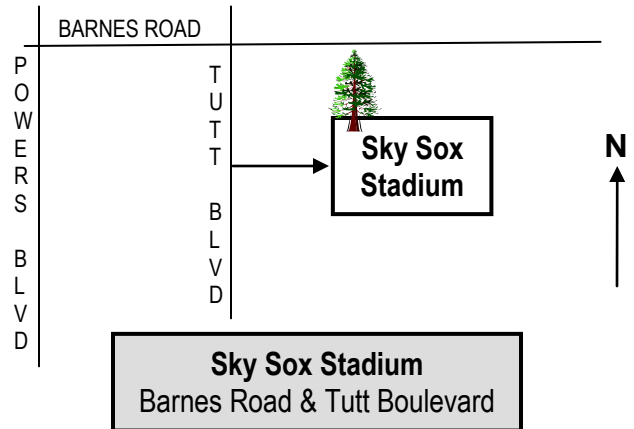 BARNES ROAD
POWERS BLVD
TUTT BLVD
Sky Sox
Stadium
N
Sky Sox Stadium
Barnes Road & Tutt Boulevard